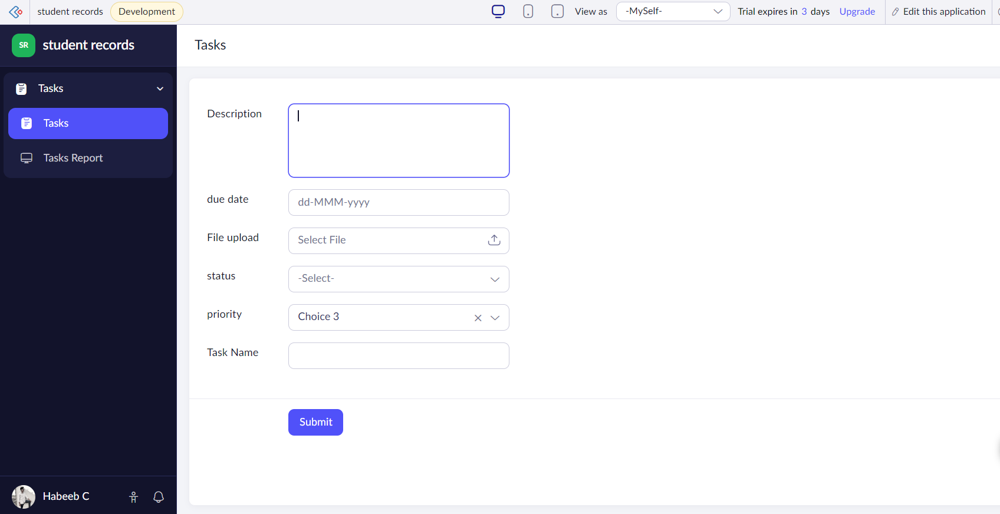 student records Development View as -MySelf- Trial expires in 3 days Upgrade Edit this application
SR student records
Tasks
Tasks
Tasks Report
Habeeb C
Tasks
Description
due date dd-MMM-yyyy
File upload Select File
status -Select-
priority Choice 3
Task Name
Submit